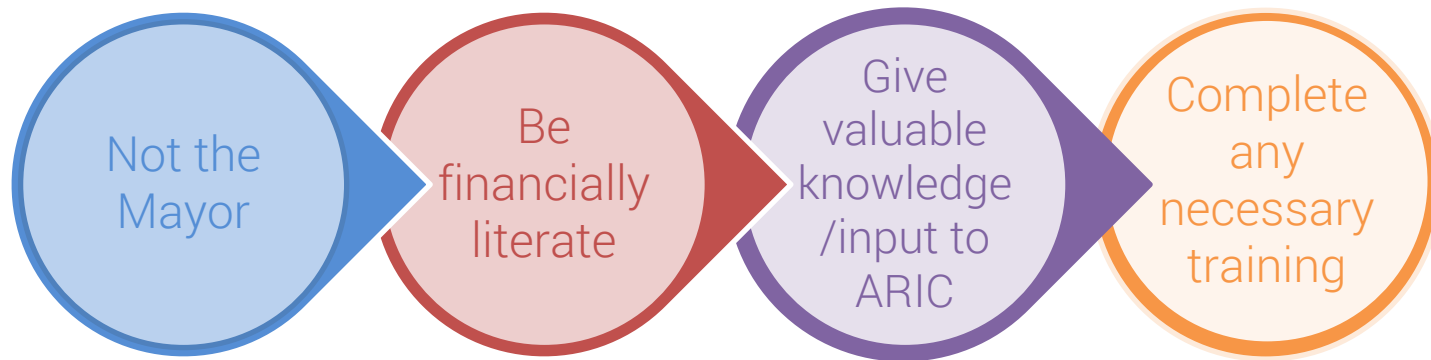 Not the
Mayor
Be
financially
literate
Give
valuable
knowledge
/input to
ARIC
Complete
any
necessary
training